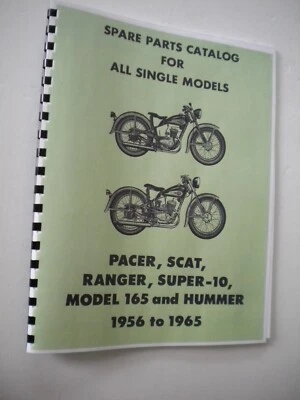 SPARE PARTS CATALOG
FOR
ALL SINGLE MODELS
PACER, SCAT,
RANGER, SUPER-10,
MODEL 165 and HUMMER
1956 to 1965